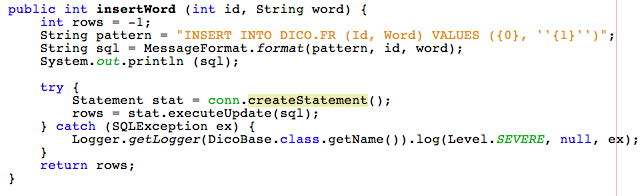 public int insertWord (int id, String word) {
    int rows = -1;
    String pattern = "INSERT INTO DICO.FR (Id, Word) VALUES ({0}, ''{1}'')";
    String sql = MessageFormat.format(pattern, id, word);
    System.out.println (sql);

    try {
        Statement stat = conn.createStatement();
        rows = stat.executeUpdate(sql);
    } catch (SQLException ex) {
        Logger.getLogger(DicoBase.class.getName()).log(Level.SEVERE, null, ex);
    }
    return rows;
}